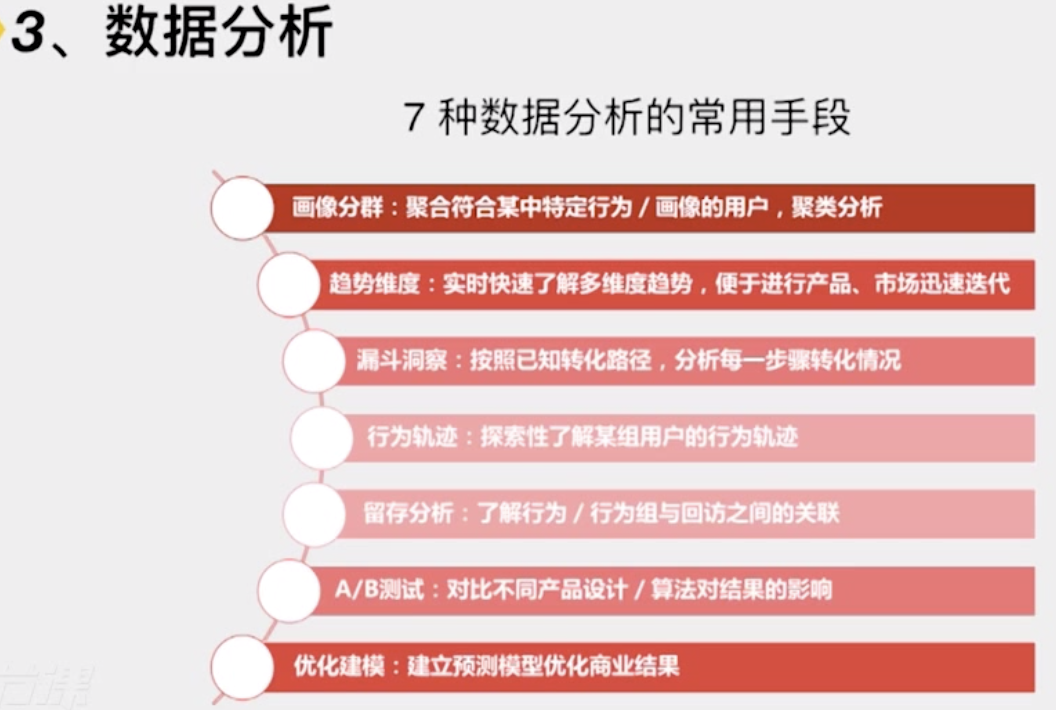 3、数据分析
7 种数据分析的常用手段
画像分群：聚合符合某中特定行为 / 画像的用户，聚类分析
趋势维度：实时快速了解多维度趋势，便于进行产品、市场迅速迭代
漏斗洞察：按照已知转化路径，分析每一步骤转化情况
行为轨迹：探索性了解某组用户的行为轨迹
留存分析：了解行为 / 行为组与回访之间的关联
A/B测试：对比不同产品设计 / 算法对结果的影响
优化建模：建立预测模型优化商业结果